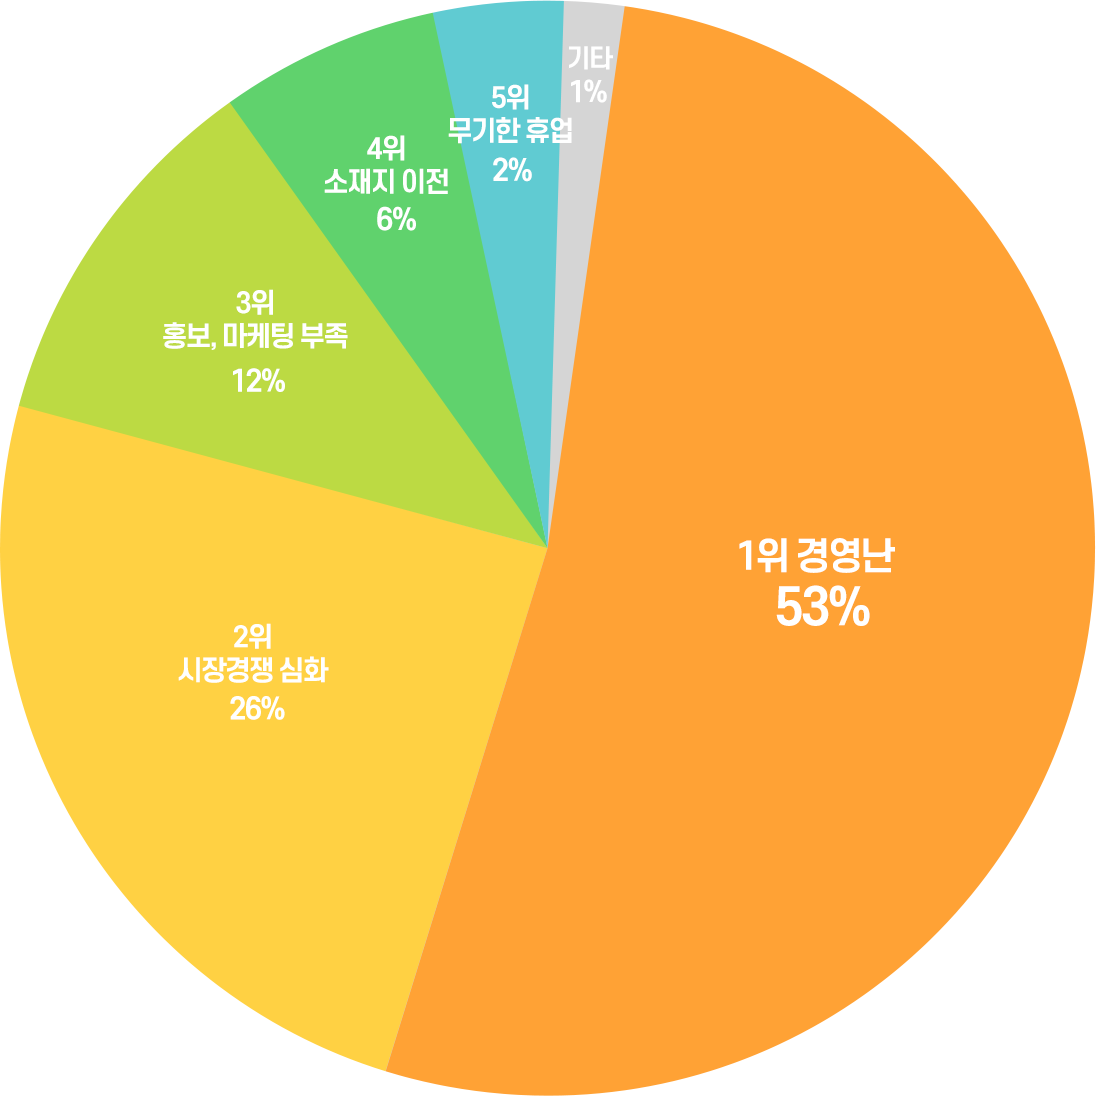 기타
1%
5위
무기한 휴업
2%
4위
소재지 이전
6%
3위
홍보, 마케팅 부족
12%
1위 경영난
53%
2위
시장경쟁 심화
26%